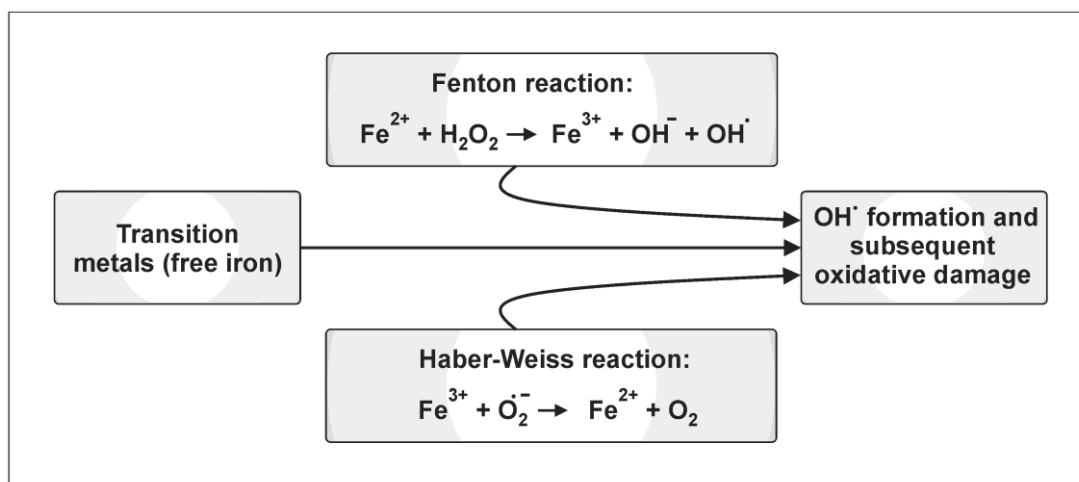 Fenton reaction:
Fe²⁺ + H₂O₂ → Fe³⁺ + OH⁻ + OH˙
Transition
metals (free iron)
OH˙ formation and
subsequent
oxidative damage
Haber-Weiss reaction:
Fe³⁺ + O₂˙⁻ → Fe²⁺ + O₂